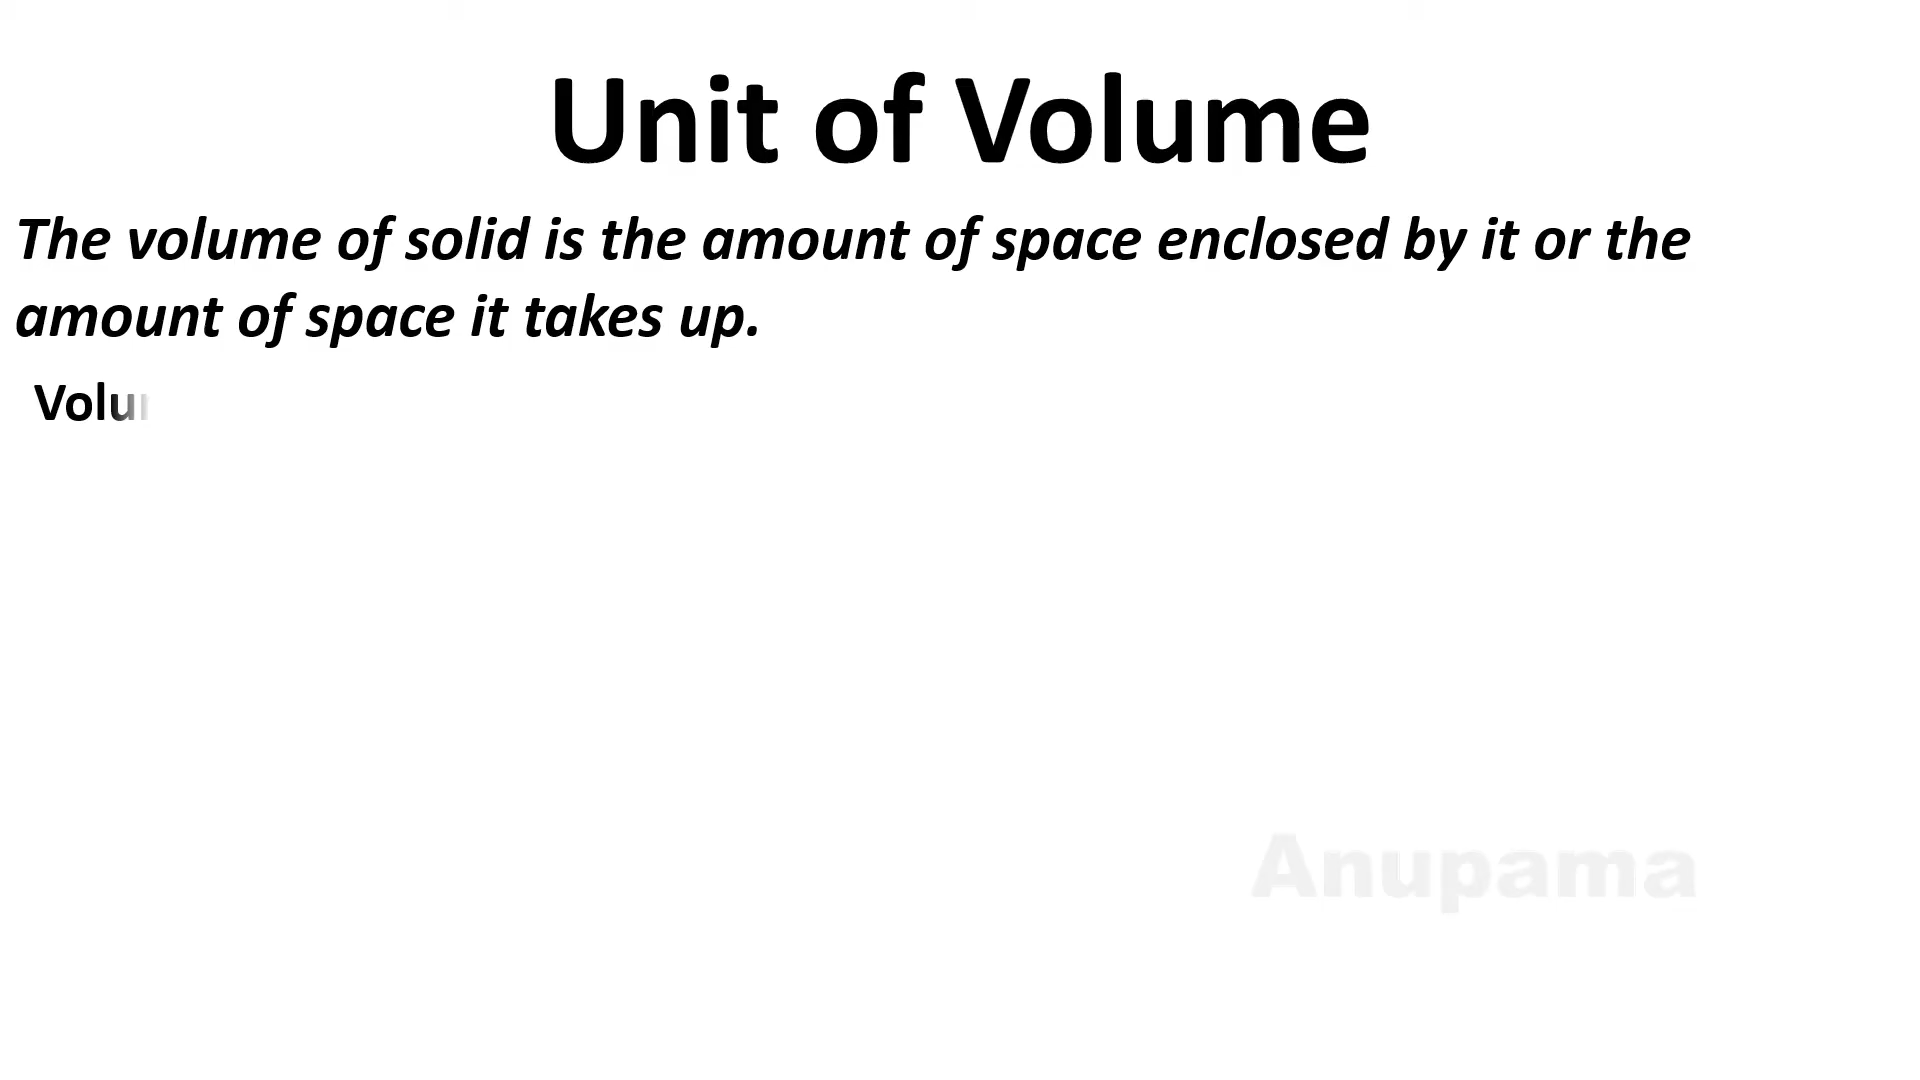 Unit of Volume
The volume of solid is the amount of space enclosed by it or the
amount of space it takes up.
Anupama